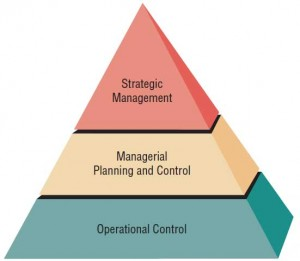 Strategic
Management
Managerial
Planning and Control
Operational Control